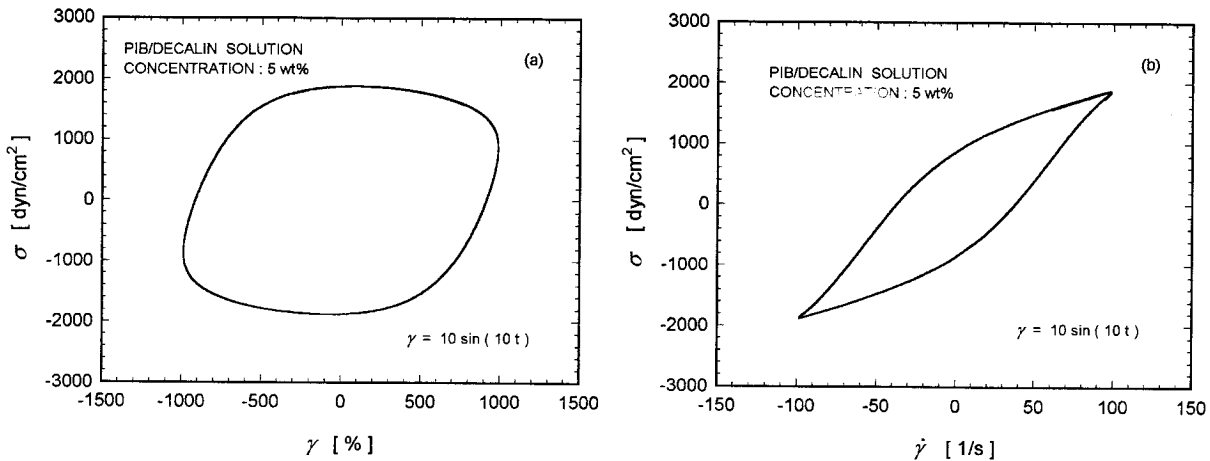 3000
2000
1000
0
-1000
-2000
-3000
σ [ dyn/cm²]
PIB/DECALIN SOLUTION
CONCENTRATION : 5 wt%
(a)
γ = 10 sin ( 10 t )
-1500 -1000 -500 0 500 1000 1500
γ [ % ]
3000
2000
1000
0
-1000
-2000
-3000
σ [ dyn/cm²]
(b)
PIB/DECALIN SOLUTION
CONCENTRATION : 5 wt%
γ = 10 sin ( 10 t )
-150 -100 -50 0 50 100 150
γ̇ [ 1/s ]